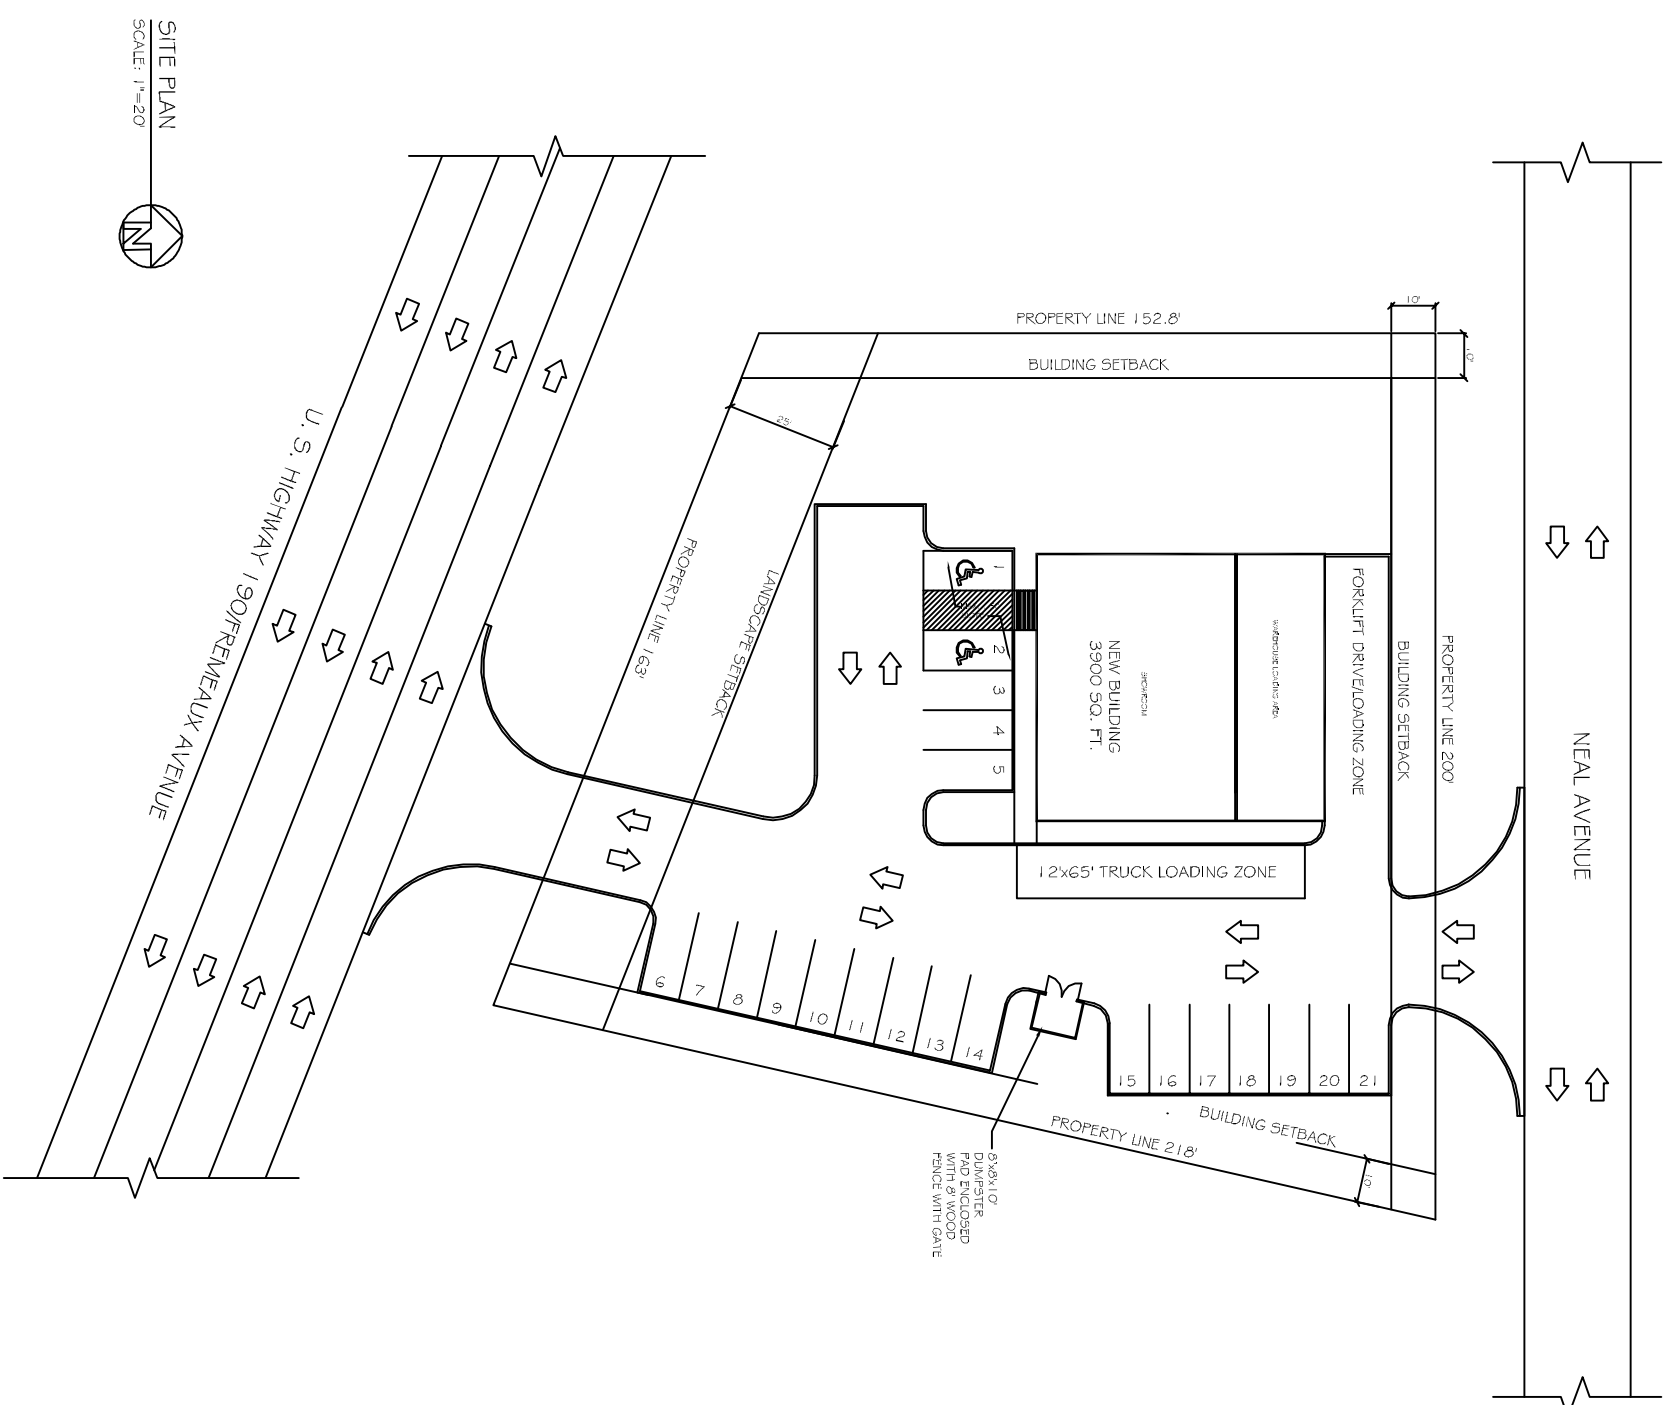 SITE PLAN
SCALE: 1"=20'
N
U. S. HIGHWAY 190/FREMEAUX AVENUE
NEAL AVENUE
PROPERTY LINE 152.8'
BUILDING SETBACK
10'
10'
25'
PROPERTY LINE 163'
LANDSCAPE SETBACK
PROPERTY LINE 200'
BUILDING SETBACK
FORKLIFT DRIVE/LOADING ZONE
WAREHOUSE LOADING AREA
SHOWROOM
NEW BUILDING
3900 SQ. FT.
1
2
3
4
5
12'x65' TRUCK LOADING ZONE
6
7
8
9
10
11
12
13
14
15
16
17
18
19
20
21
BUILDING SETBACK
PROPERTY LINE 218'
10'
8'x8'x10'
DUMPSTER
PAD ENCLOSED
WITH 8' WOOD
FENCE WITH GATE